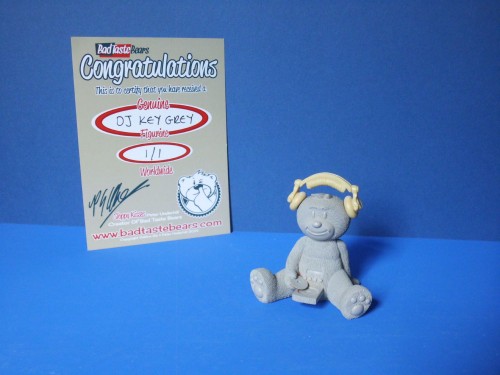 BadTasteBears
Congratulations
This is to certify that you have received a
Genuine
DJ KEY GREY
Figurine
1/1
Worldwide
www.badtastebears.com